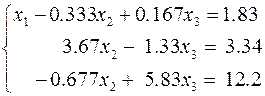 x₁ −0.333x₂ +0.167x₃ =1.83
3.67x₂ − 1.33x₃ = 3.34
−0.677x₂ + 5.83x₃ = 12.2